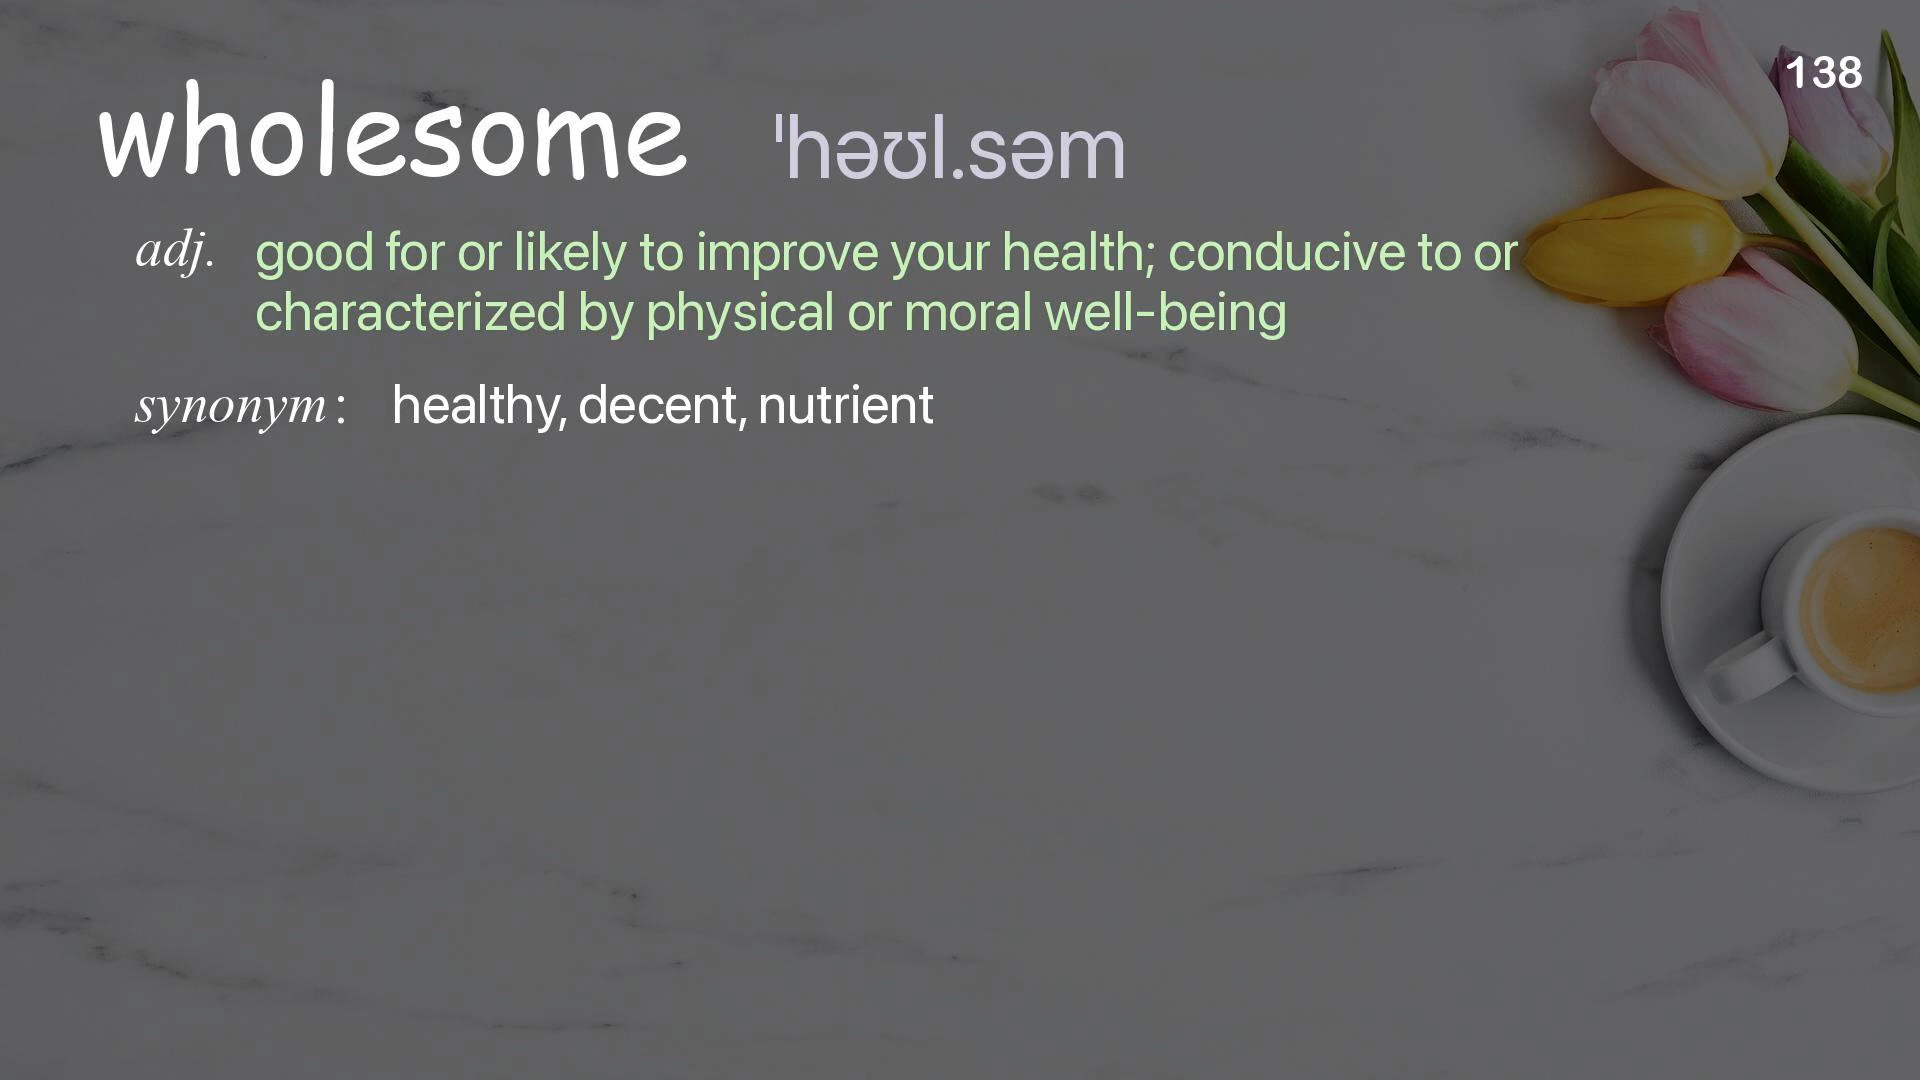 138
wholesome ˈhəʊl.səm
adj. good for or likely to improve your health; conducive to or
characterized by physical or moral well-being
synonym: healthy, decent, nutrient